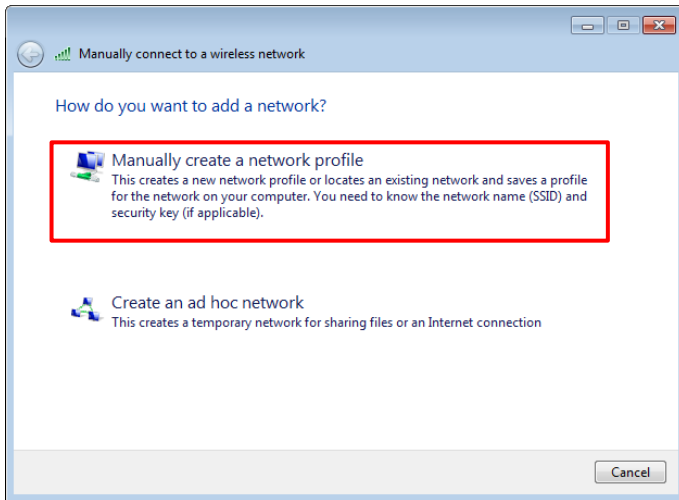 Manually connect to a wireless network
How do you want to add a network?
Manually create a network profile
This creates a new network profile or locates an existing network and saves a profile
for the network on your computer. You need to know the network name (SSID) and
security key (if applicable).
Create an ad hoc network
This creates a temporary network for sharing files or an Internet connection
Cancel